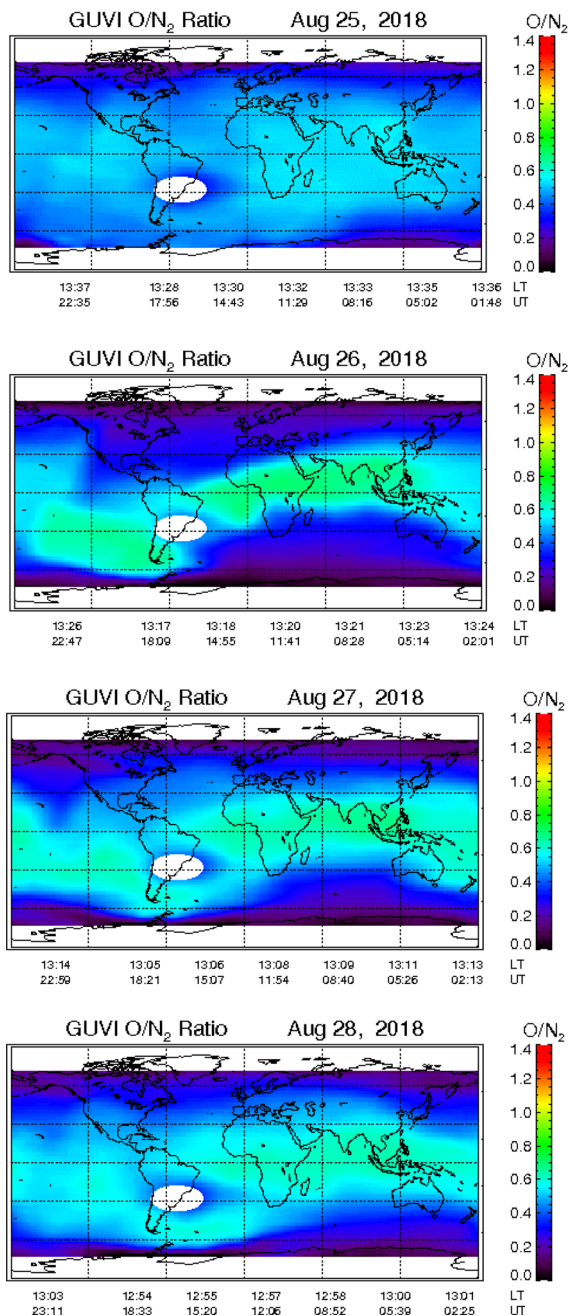 GUVI O/N₂ Ratio Aug 25, 2018 O/N₂
1.4
1.2
1.0
0.8
0.6
0.4
0.2
0.0
13:37 13:28 13:30 13:32 13:33 13:35 13:36 LT
22:35 17:56 14:43 11:29 08:16 05:02 01:48 UT
GUVI O/N₂ Ratio Aug 26, 2018 O/N₂
1.4
1.2
1.0
0.8
0.6
0.4
0.2
0.0
13:26 13:17 13:18 13:20 13:21 13:23 13:24 LT
22:47 18:09 14:55 11:41 08:28 05:14 02:01 UT
GUVI O/N₂ Ratio Aug 27, 2018 O/N₂
1.4
1.2
1.0
0.8
0.6
0.4
0.2
0.0
13:14 13:05 13:06 13:08 13:09 13:11 13:13 LT
22:59 18:21 15:07 11:54 08:40 05:26 02:13 UT
GUVI O/N₂ Ratio Aug 28, 2018 O/N₂
1.4
1.2
1.0
0.8
0.6
0.4
0.2
0.0
13:03 12:54 12:55 12:57 12:58 13:00 13:01 LT
23:11 18:33 15:20 12:06 08:52 05:39 02:25 UT